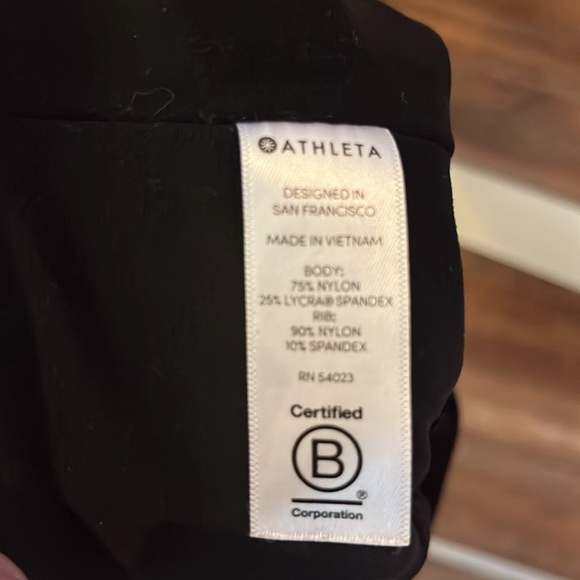 ATHLETA
DESIGNED IN
SAN FRANCISCO
MADE IN VIETNAM
BODY:
75% NYLON
25% LYCRA® SPANDEX
RIB:
90% NYLON
10% SPANDEX
RN 54023
Certified
B
®
Corporation